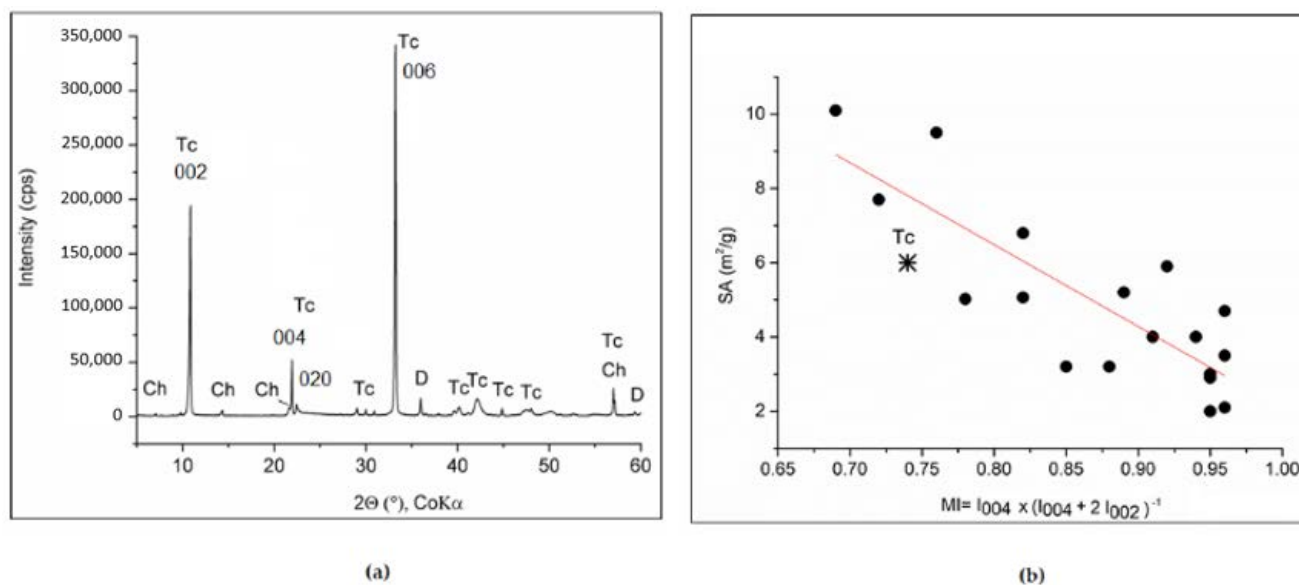 350,000
300,000
250,000
200,000
150,000
100,000
50,000
0
Intensity (cps)
Tc
002
Tc
006
Tc
004
020
Ch
Ch
Ch
Tc
D
Tc
Tc
Tc
Tc
Tc
Ch
D
10
20
30
40
50
60
2Θ (°), CoKα
(a)
10
8
6
4
2
SA (m²/g)
Tc
0.65
0.70
0.75
0.80
0.85
0.90
0.95
1.00
MI= I₀₀₄ x (I₀₀₄ + 2 I₀₀₂)⁻¹
(b)